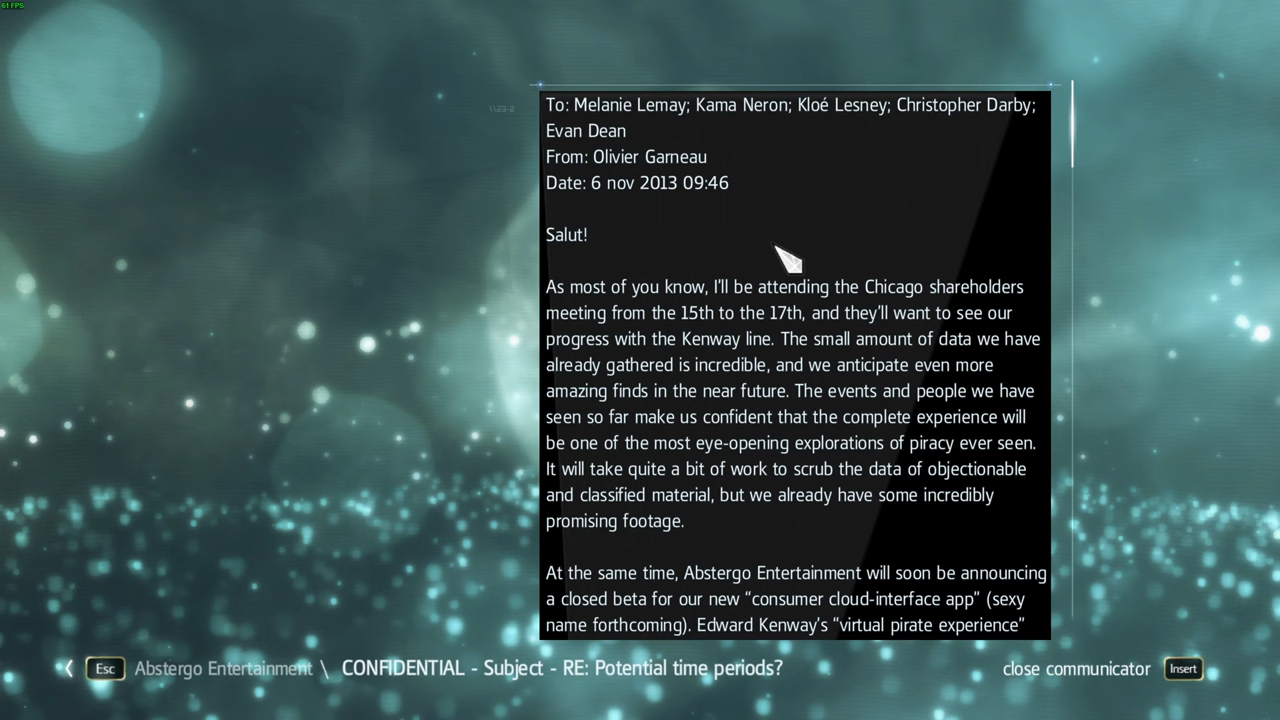 61 FPS
To: Melanie Lemay; Kama Neron; Kloé Lesney; Christopher Darby;
Evan Dean
From: Olivier Garneau
Date: 6 nov 2013 09:46
Salut!
As most of you know, I'll be attending the Chicago shareholders
meeting from the 15th to the 17th, and they'll want to see our
progress with the Kenway line. The small amount of data we have
already gathered is incredible, and we anticipate even more
amazing finds in the near future. The events and people we have
seen so far make us confident that the complete experience will
be one of the most eye-opening explorations of piracy ever seen.
It will take quite a bit of work to scrub the data of objectionable
and classified material, but we already have some incredibly
promising footage.
At the same time, Abstergo Entertainment will soon be announcing
a closed beta for our new “consumer cloud-interface app” (sexy
name forthcoming). Edward Kenway's “virtual pirate experience”
Esc Abstergo Entertainment \ CONFIDENTIAL - Subject - RE: Potential time periods?
close communicator Insert